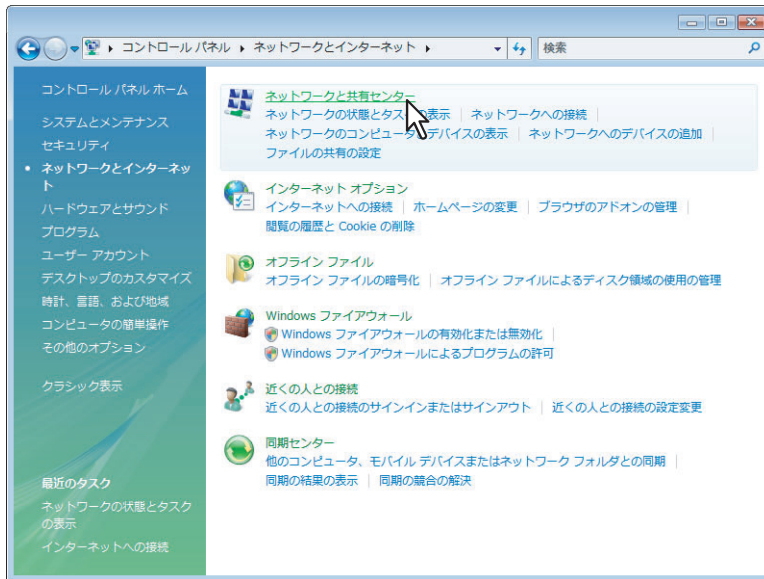 コントロール パネル ▸ ネットワークとインターネット ▸
検索
コントロール パネル ホーム
システムとメンテナンス
セキュリティ
• ネットワークとインターネッ
ト
ハードウェアとサウンド
プログラム
ユーザー アカウント
デスクトップのカスタマイズ
時計、言語、および地域
コンピュータの簡単操作
その他のオプション
クラシック表示
最近のタスク
ネットワークの状態とタスク
の表示
インターネットへの接続
ネットワークと共有センター
ネットワークの状態とタスクの表示 | ネットワークへの接続 |
ネットワークのコンピュータとデバイスの表示 | ネットワークへのデバイスの追加 |
ファイルの共有の設定
インターネット オプション
インターネットへの接続 | ホームページの変更 | ブラウザのアドオンの管理 |
閲覧の履歴と Cookie の削除
オフライン ファイル
オフライン ファイルの暗号化 | オフライン ファイルによるディスク領域の使用の管理
Windows ファイアウォール
Windows ファイアウォールの有効化または無効化 |
Windows ファイアウォールによるプログラムの許可
近くの人との接続
近くの人との接続のサインインまたはサインアウト | 近くの人との接続の設定変更
同期センター
他のコンピュータ、モバイル デバイスまたはネットワーク フォルダとの同期 |
同期の結果の表示 | 同期の競合の解決